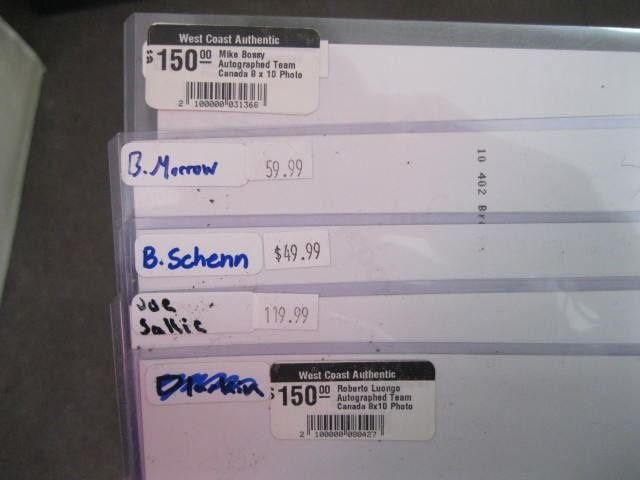 West Coast Authentic
$150.00 Mike Bossy
Autographed Team
Canada 8 x 10 Photo
2 100000 031366
B. Morrow 59.99
10 402 Br
B. Schenn $49.99
Joe
Sakic 119.99
West Coast Authentic
$150.00 Roberto Luongo
Autographed Team
Canada 8x10 Photo
2 100000 080427